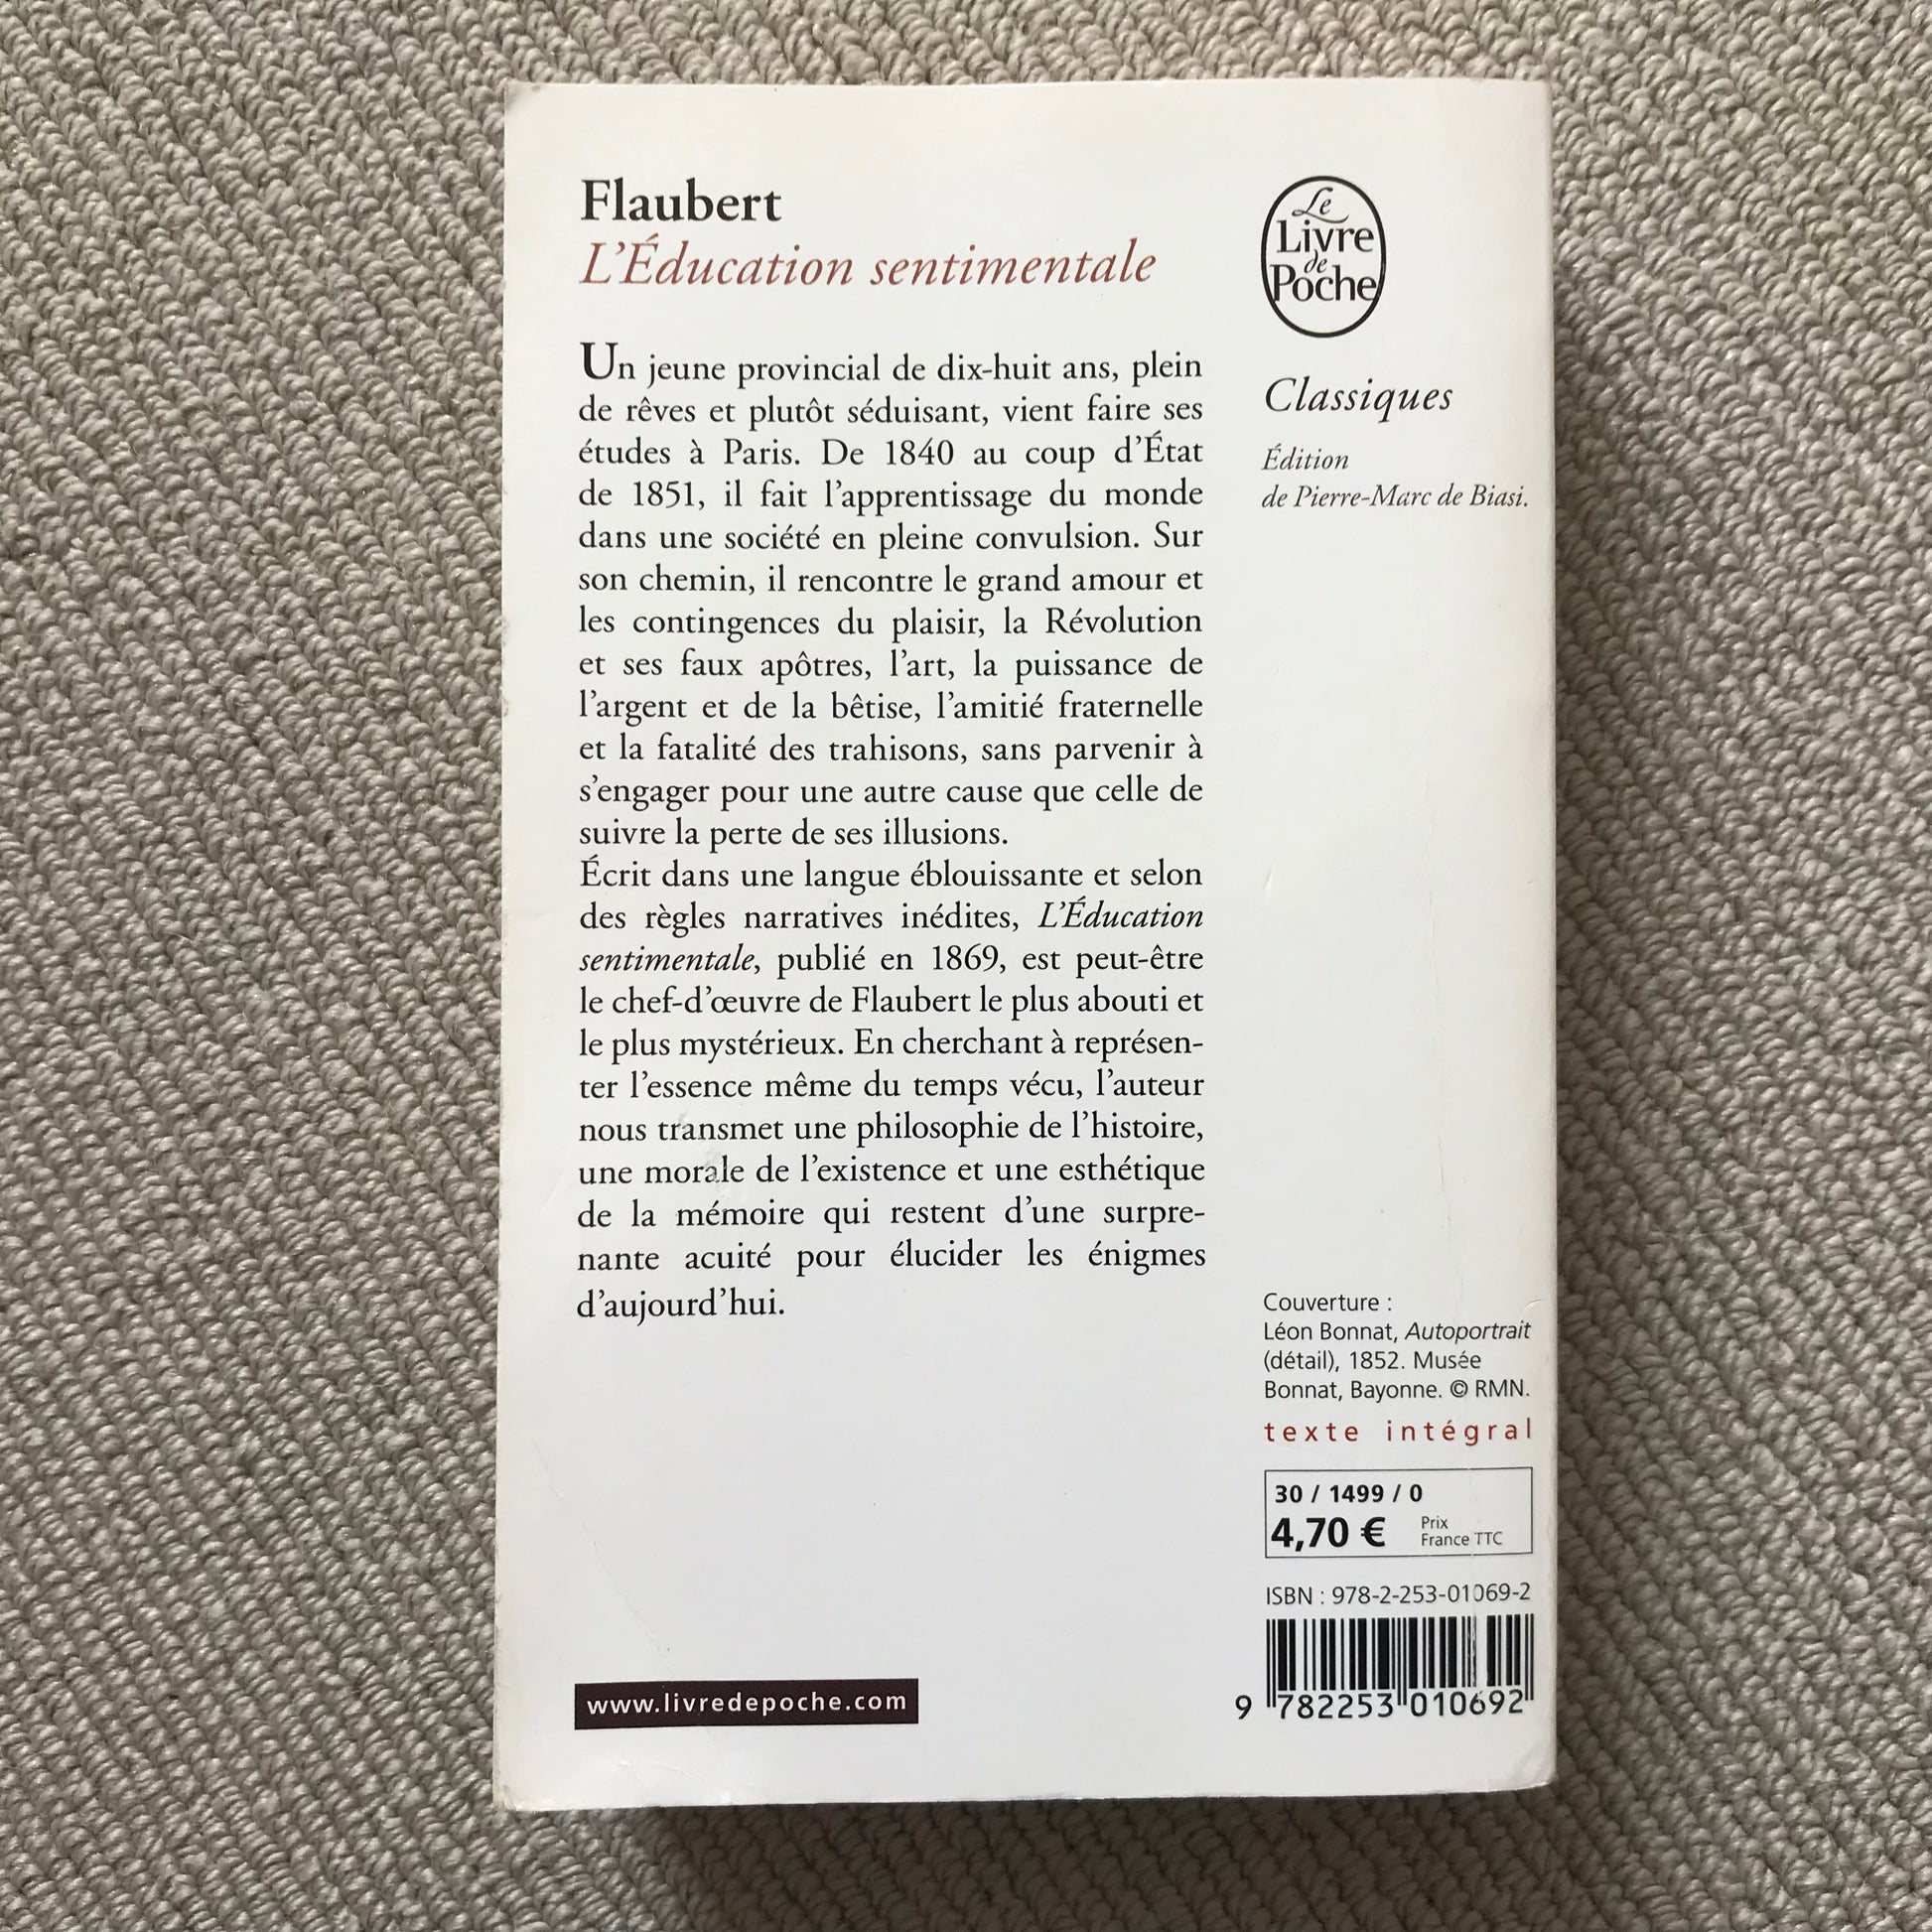 Flaubert
L'Éducation sentimentale
Un jeune provincial de dix-huit ans, plein
de rêves et plutôt séduisant, vient faire ses
études à Paris. De 1840 au coup d'État
de 1851, il fait l'apprentissage du monde
dans une société en pleine convulsion. Sur
son chemin, il rencontre le grand amour et
les contingences du plaisir, la Révolution
et ses faux apôtres, l'art, la puissance de
l'argent et de la bêtise, l'amitié fraternelle
et la fatalité des trahisons, sans parvenir à
s'engager pour une autre cause que celle de
suivre la perte de ses illusions.
Écrit dans une langue éblouissante et selon
des règles narratives inédites, L'Éducation
sentimentale, publié en 1869, est peut-être
le chef-d'œuvre de Flaubert le plus abouti et
le plus mystérieux. En cherchant à représen-
ter l'essence même du temps vécu, l'auteur
nous transmet une philosophie de l'histoire,
une morale de l'existence et une esthétique
de la mémoire qui restent d'une surpre-
nante acuité pour élucider les énigmes
d'aujourd'hui.
www.livredepoche.com
Le
Livre
de
Poche
Classiques
Édition
de Pierre-Marc de Biasi.
Couverture :
Léon Bonnat, Autoportrait
(détail), 1852. Musée
Bonnat, Bayonne. © RMN.
texte intégral
30 / 1499 / 0
4,70 € Prix
France TTC
ISBN : 978-2-253-01069-2
9 782253 010692